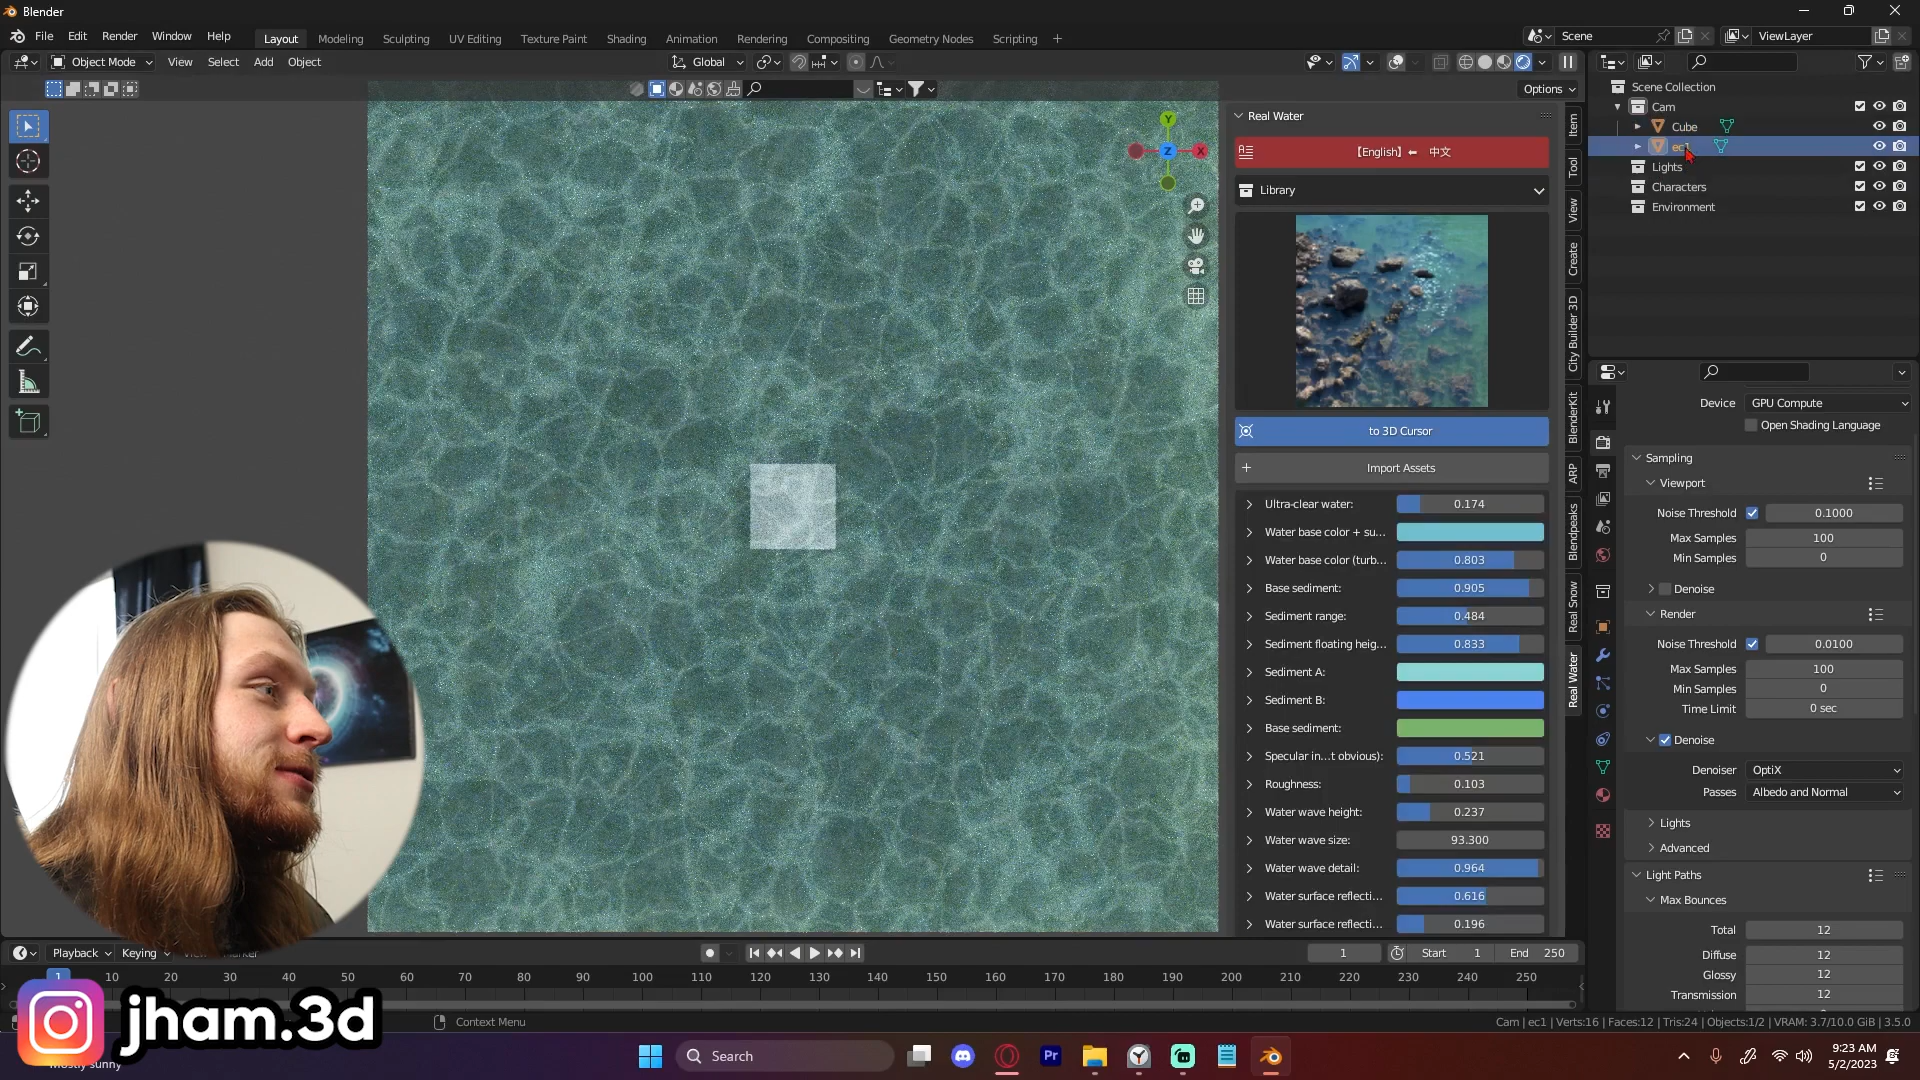 Blender
File Edit Render Window Help
Layout Modeling Sculpting UV Editing Texture Paint Shading Animation Rendering Compositing Geometry Nodes Scripting +
Scene
ViewLayer
Object Mode View Select Add Object
Global
Options
Real Water
【English】← 中文
Library
to 3D Cursor
+ Import Assets
Ultra-clear water: 0.174
Water base color + su...
Water base color (turb... 0.803
Base sediment: 0.905
Sediment range: 0.484
Sediment floating heig... 0.833
Sediment A:
Sediment B:
Base sediment:
Specular in...t obvious): 0.521
Roughness: 0.103
Water wave height: 0.237
Water wave size: 93.300
Water wave detail: 0.964
Water surface reflecti... 0.616
Water surface reflecti... 0.196
Y
Z X
Item
Tool
View
Create
City Builder 3D
BlenderKit
ARP
Blendpeaks
Real Snow
Real Water
Scene Collection
Cam
Cube
ec1
Lights
Characters
Environment
Device GPU Compute
Open Shading Language
Sampling
Viewport
Noise Threshold 0.1000
Max Samples 100
Min Samples 0
Denoise
Render
Noise Threshold 0.0100
Max Samples 100
Min Samples 0
Time Limit 0 sec
Denoise
Denoiser OptiX
Passes Albedo and Normal
Lights
Advanced
Light Paths
Max Bounces
Total 12
Diffuse 12
Glossy 12
Transmission 12
Playback Keying View Marker
1 Start 1 End 250
1 10 20 30 40 50 60 70 80 90 100 110 120 130 140 150 160 170 180 190 200 210 220 230 240 250
Context Menu
Cam | ec1 | Verts:16 | Faces:12 | Tris:24 | Objects:1/2 | VRAM: 3.7/10.0 GiB | 3.5.0
jham.3d
Mostly sunny
Search
Pr
9:23 AM
5/2/2023